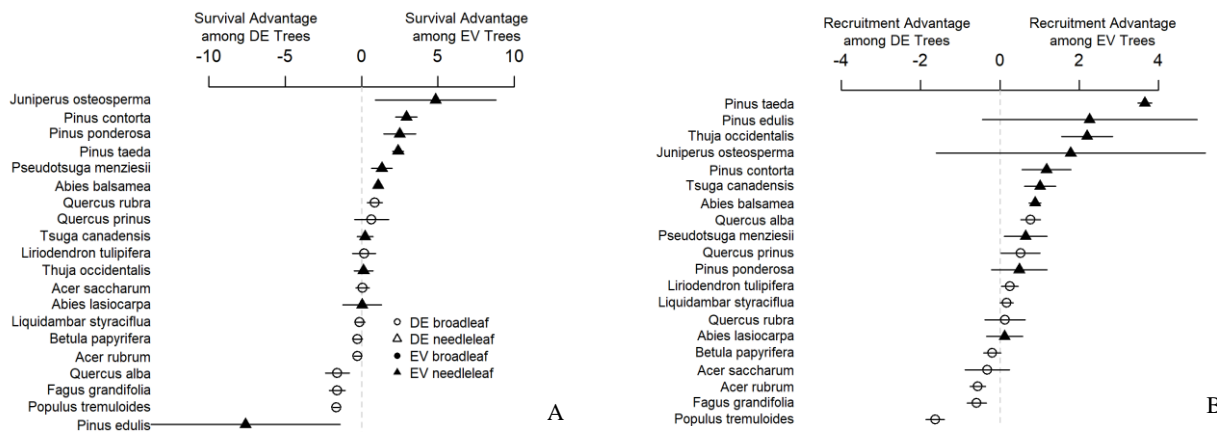 Survival Advantage
among DE Trees
Survival Advantage
among EV Trees
-10 -5 0 5 10
Juniperus osteosperma
Pinus contorta
Pinus ponderosa
Pinus taeda
Pseudotsuga menziesii
Abies balsamea
Quercus rubra
Quercus prinus
Tsuga canadensis
Liriodendron tulipifera
Thuja occidentalis
Acer saccharum
Abies lasiocarpa
Liquidambar styraciflua
Betula papyrifera
Acer rubrum
Quercus alba
Fagus grandifolia
Populus tremuloides
Pinus edulis
DE broadleaf
DE needleleaf
EV broadleaf
EV needleleaf
A
Recruitment Advantage
among DE Trees
Recruitment Advantage
among EV Trees
-4 -2 0 2 4
Pinus taeda
Pinus edulis
Thuja occidentalis
Juniperus osteosperma
Pinus contorta
Tsuga canadensis
Abies balsamea
Quercus alba
Pseudotsuga menziesii
Quercus prinus
Pinus ponderosa
Liriodendron tulipifera
Liquidambar styraciflua
Quercus rubra
Abies lasiocarpa
Betula papyrifera
Acer saccharum
Acer rubrum
Fagus grandifolia
Populus tremuloides
B